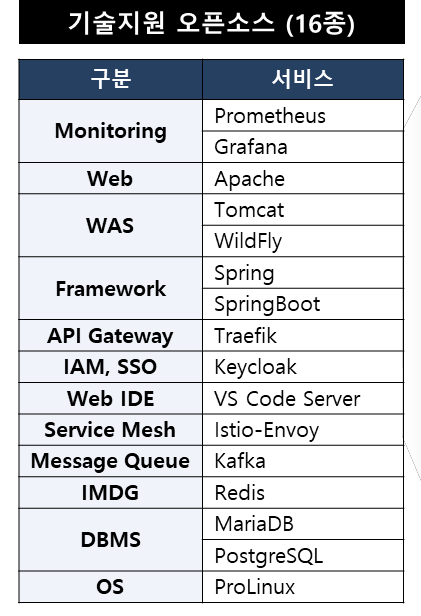 기술지원 오픈소스 (16종)
구분 서비스
Monitoring Prometheus
Grafana
Web Apache
WAS Tomcat
WildFly
Framework Spring
SpringBoot
API Gateway Traefik
IAM, SSO Keycloak
Web IDE VS Code Server
Service Mesh Istio-Envoy
Message Queue Kafka
IMDG Redis
DBMS MariaDB
PostgreSQL
OS ProLinux